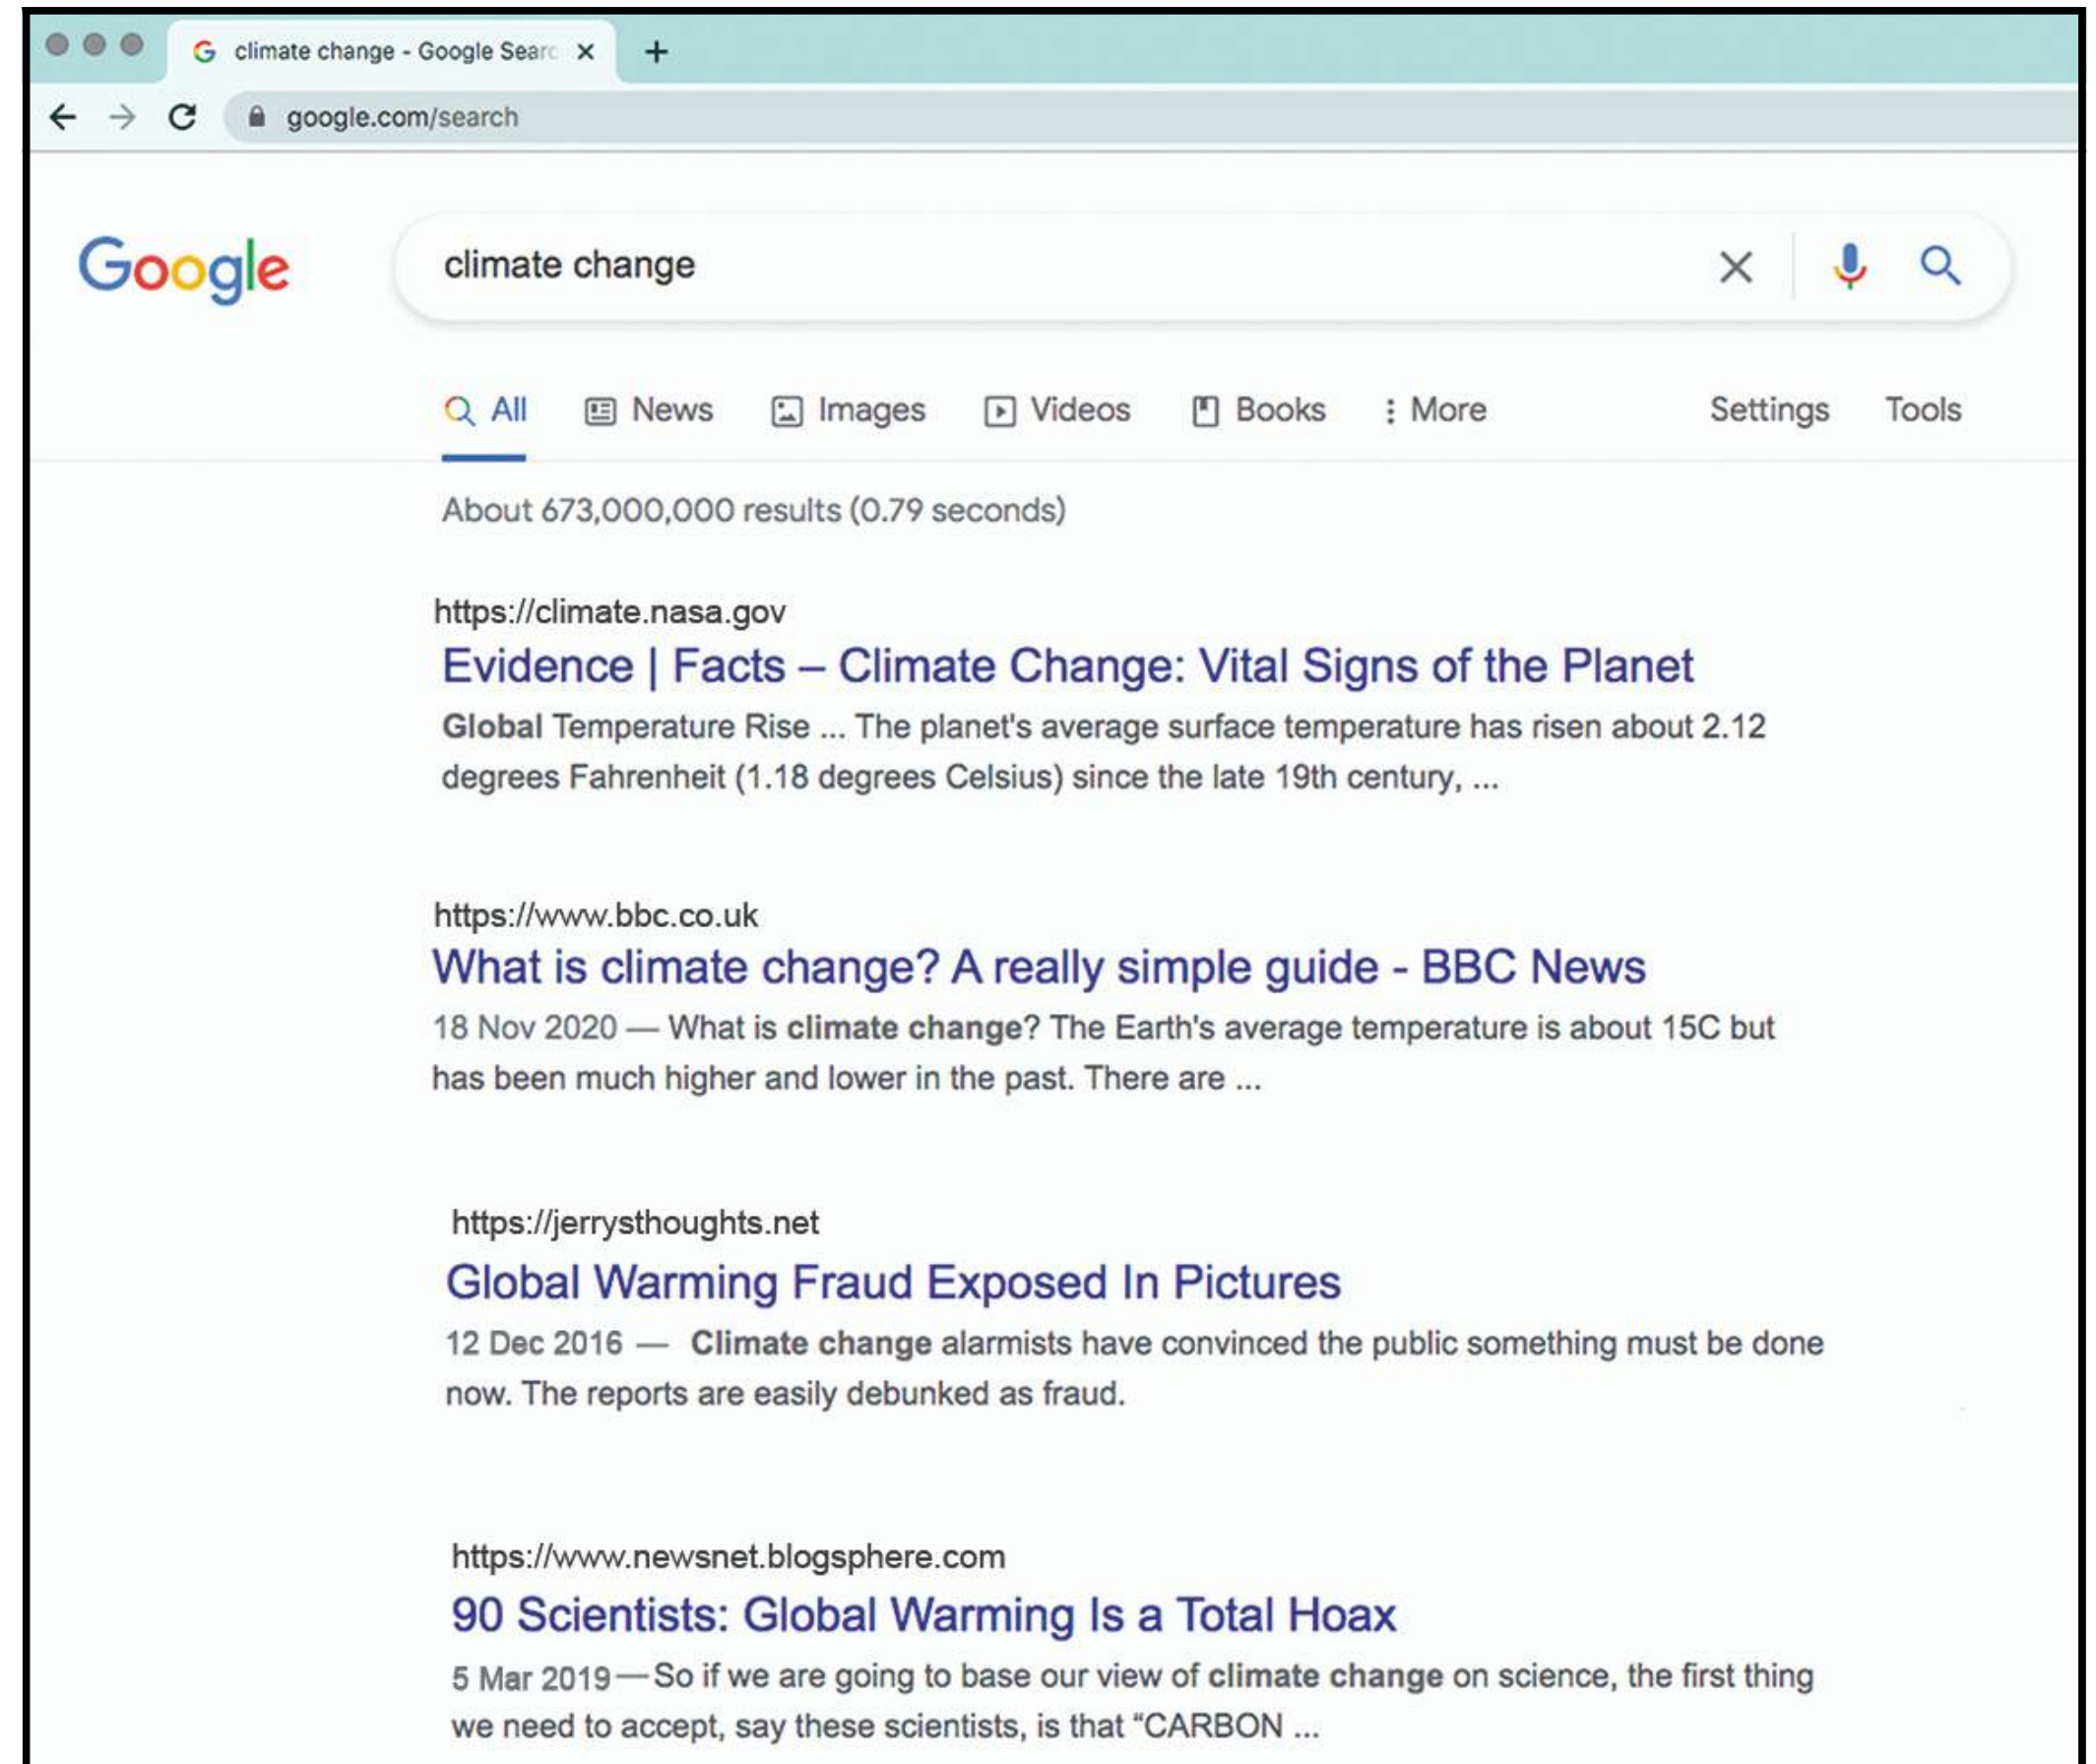 climate change - Google Searc
google.com/search
Google
climate change
All News Images Videos Books More Settings Tools
About 673,000,000 results (0.79 seconds)
https://climate.nasa.gov
Evidence | Facts – Climate Change: Vital Signs of the Planet
Global Temperature Rise ... The planet's average surface temperature has risen about 2.12
degrees Fahrenheit (1.18 degrees Celsius) since the late 19th century, ...
https://www.bbc.co.uk
What is climate change? A really simple guide - BBC News
18 Nov 2020 — What is climate change? The Earth's average temperature is about 15C but
has been much higher and lower in the past. There are ...
https://jerrysthoughts.net
Global Warming Fraud Exposed In Pictures
12 Dec 2016 — Climate change alarmists have convinced the public something must be done
now. The reports are easily debunked as fraud.
https://www.newsnet.blogsphere.com
90 Scientists: Global Warming Is a Total Hoax
5 Mar 2019 — So if we are going to base our view of climate change on science, the first thing
we need to accept, say these scientists, is that “CARBON ...